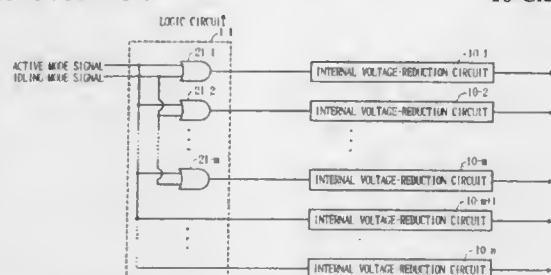 LOGIC CIRCUIT
11
ACTIVE MODE SIGNAL
IDLING MODE SIGNAL
21-1
10-1
INTERNAL VOLTAGE-REDUCTION CIRCUIT
21-2
10-2
INTERNAL VOLTAGE-REDUCTION CIRCUIT
21-m
10-m
INTERNAL VOLTAGE-REDUCTION CIRCUIT
10-m+1
INTERNAL VOLTAGE-REDUCTION CIRCUIT
10-n
INTERNAL VOLTAGE-REDUCTION CIRCUIT